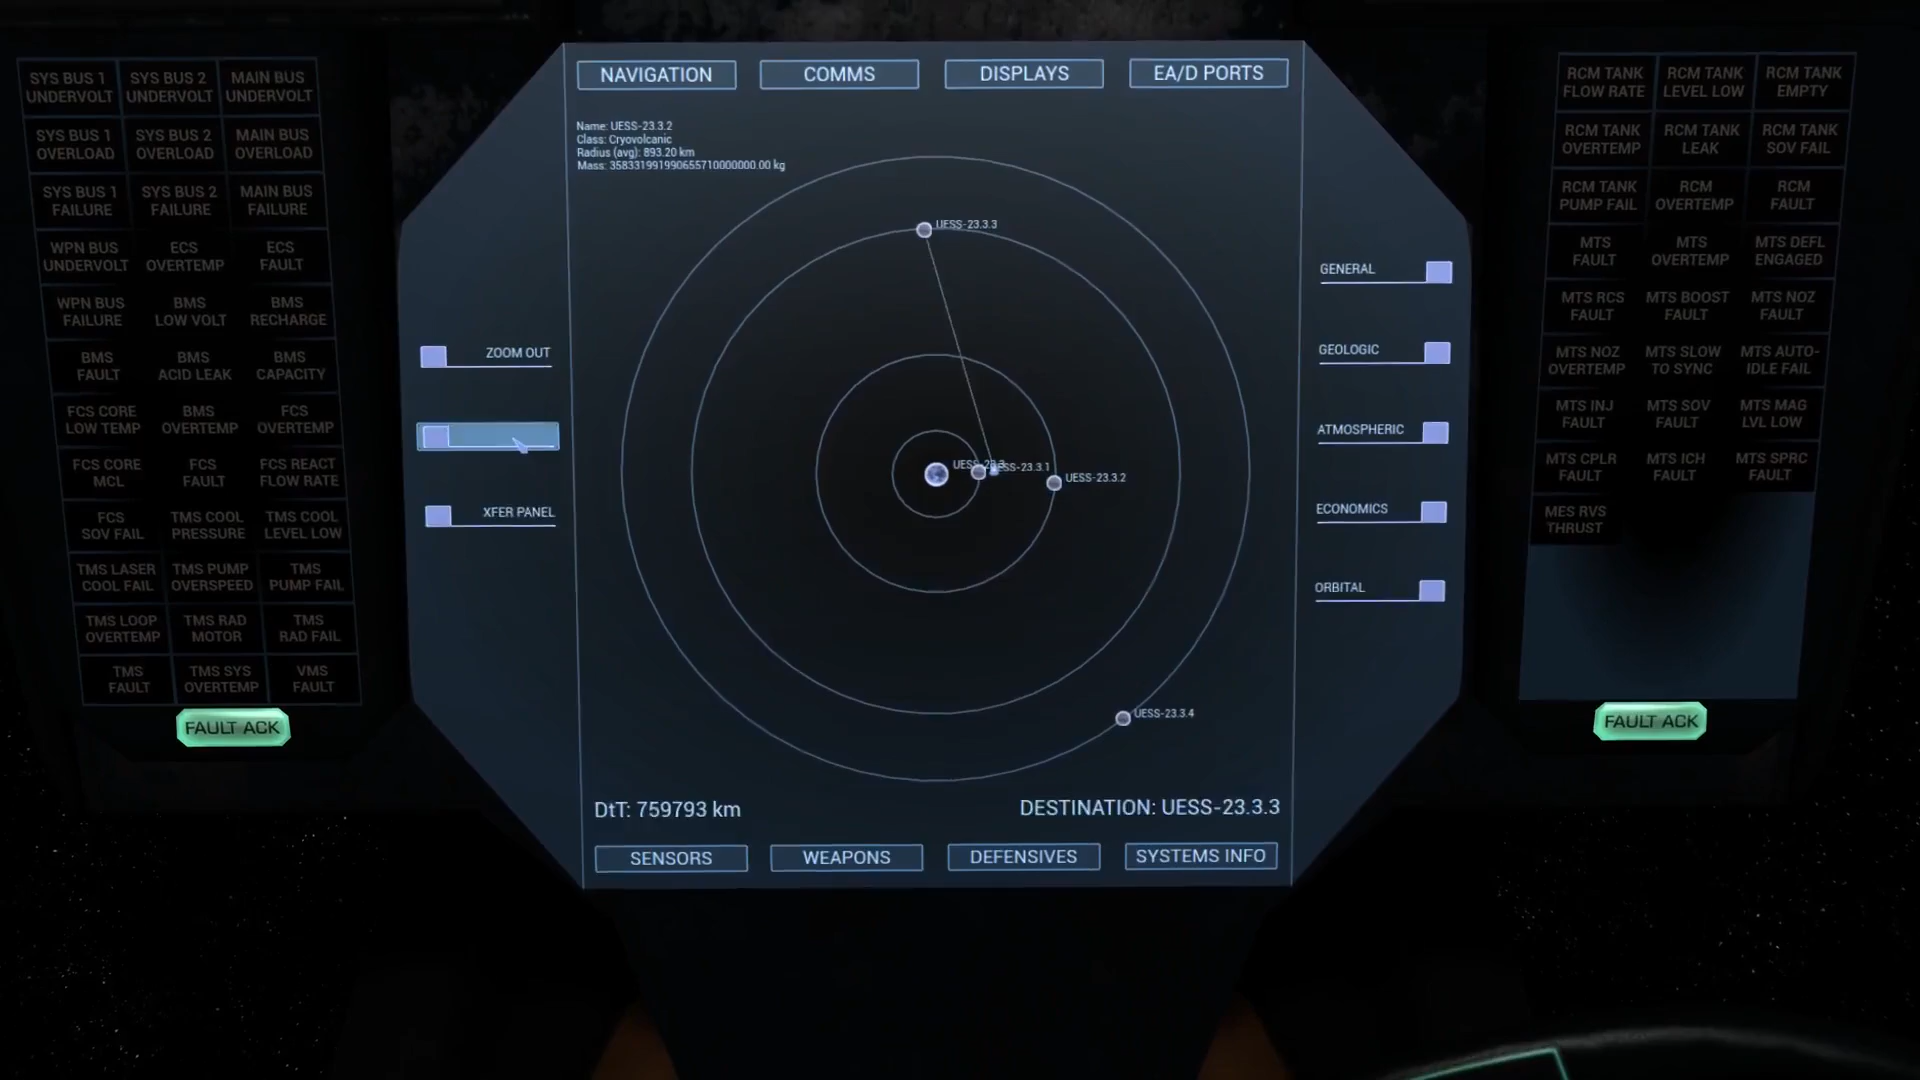 SYS BUS 1 UNDERVOLT
SYS BUS 2 UNDERVOLT
MAIN BUS UNDERVOLT
SYS BUS 1 OVERLOAD
SYS BUS 2 OVERLOAD
MAIN BUS OVERLOAD
SYS BUS 1 FAILURE
SYS BUS 2 FAILURE
MAIN BUS FAILURE
WPN BUS UNDERVOLT
ECS OVERTEMP
ECS FAULT
WPN BUS FAILURE
BMS LOW VOLT
BMS RECHARGE
BMS FAULT
BMS ACID LEAK
BMS CAPACITY
FCS CORE LOW TEMP
BMS OVERTEMP
FCS OVERTEMP
FCS CORE MCL
FCS FAULT
FCS REACT FLOW RATE
FCS SOV FAIL
TMS COOL PRESSURE
TMS COOL LEVEL LOW
TMS LASER COOL FAIL
TMS PUMP OVERSPEED
TMS PUMP FAIL
TMS LOOP OVERTEMP
TMS RAD MOTOR
TMS RAD FAIL
TMS FAULT
TMS SYS OVERTEMP
VMS FAULT
FAULT ACK
NAVIGATION
COMMS
DISPLAYS
EA/D PORTS
Name: UESS-23.3.2
Class: Cryovolcanic
Radius (avg): 893.20 km
Mass: 35833199199065571000000.00 kg
ZOOM OUT
XFER PANEL
UESS-23.3.3
UESS-23.3.2
UESS-23.3.4
GENERAL
GEOLOGIC
ATMOSPHERIC
ECONOMICS
ORBITAL
DtT: 759793 km
DESTINATION: UESS-23.3.3
SENSORS
WEAPONS
DEFENSIVES
SYSTEMS INFO
RCM TANK FLOW RATE
RCM TANK LEVEL LOW
RCM TANK EMPTY
RCM TANK OVERTEMP
RCM TANK LEAK
RCM TANK SOV FAIL
RCM TANK PUMP FAIL
RCM OVERTEMP
RCM FAULT
MTS FAULT
MTS OVERTEMP
MTS DEFL ENGAGED
MTS RCS FAULT
MTS BOOST FAULT
MTS NOZ FAULT
MTS NOZ OVERTEMP
MTS SLOW TO SYNC
MTS AUTO-IDLE FAIL
MTS INJ FAULT
MTS SOV FAULT
MTS MAG LVL LOW
MTS CPLR FAULT
MTS ICH FAULT
MTS SPRC FAULT
MES RVS THRUST
FAULT ACK